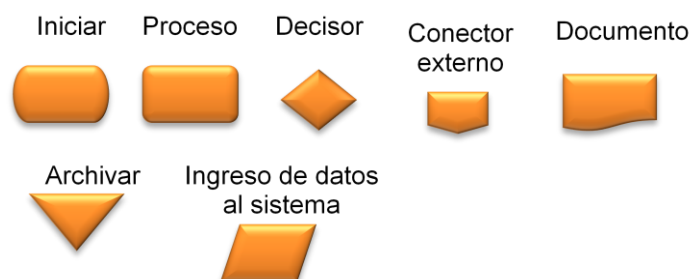 Iniciar
Proceso
Decisor
Conector
externo
Documento
Archivar
Ingreso de datos
al sistema